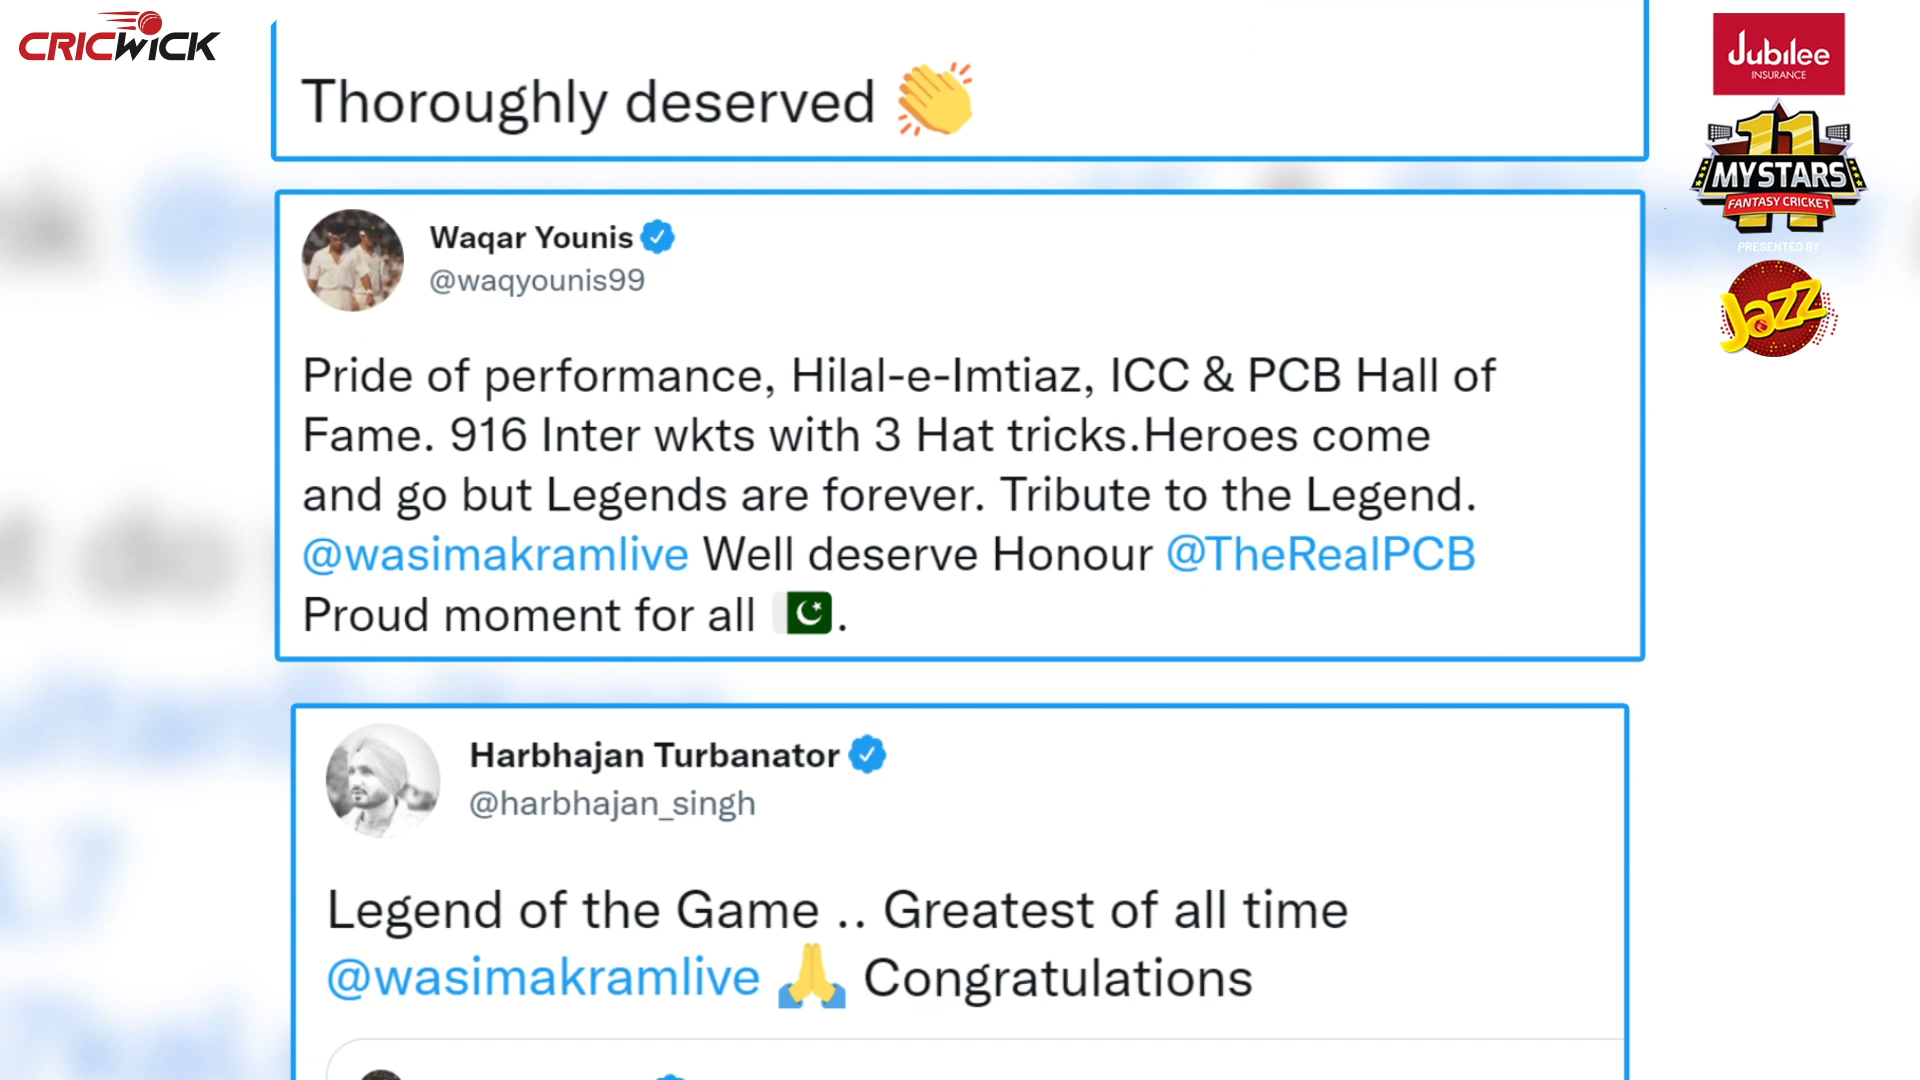 CRICWICK
Jubilee
INSURANCE
Thoroughly deserved 👏
11
MYSTARS
FANTASY CRICKET
PRESENTED BY
Jazz
Waqar Younis
@waqyounis99
Pride of performance, Hilal-e-Imtiaz, ICC & PCB Hall of
Fame. 916 Inter wkts with 3 Hat tricks.Heroes come
and go but Legends are forever. Tribute to the Legend.
@wasimakramlive Well deserve Honour @TheRealPCB
Proud moment for all 🇵🇰.
Harbhajan Turbanator
@harbhajan_singh
Legend of the Game .. Greatest of all time
@wasimakramlive 🙏 Congratulations